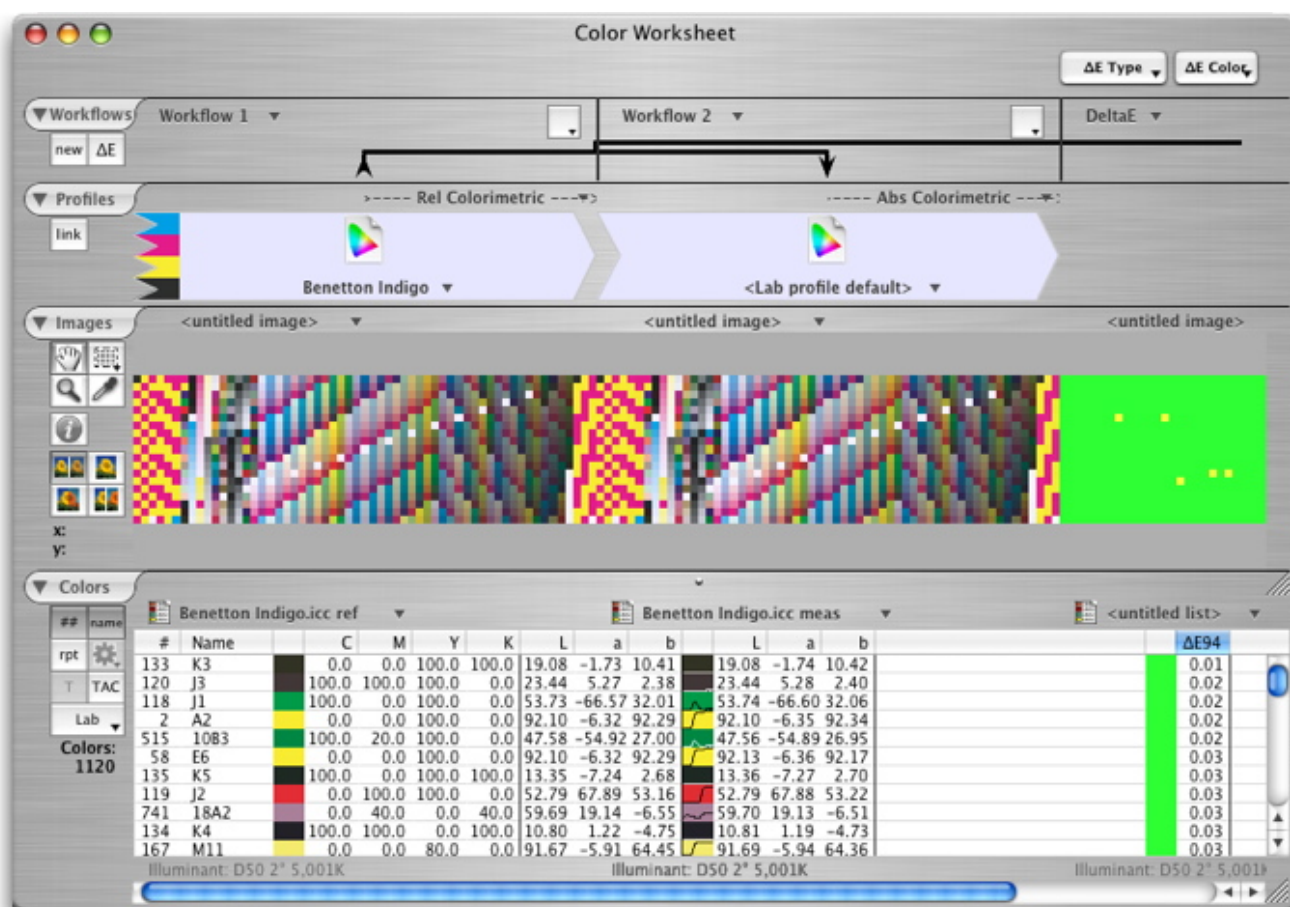 Color Worksheet
ΔE Type ΔE Color
Workflows Workflow 1 Workflow 2 DeltaE
new ΔE
Profiles Rel Colorimetric Abs Colorimetric
link
Benetton Indigo <Lab profile default>
Images <untitled image> <untitled image> <untitled image>
x:
y:
Colors
## name Benetton Indigo.icc ref Benetton Indigo.icc meas <untitled list>
# Name C M Y K L a b L a b ΔE94
rpt
T TAC
Lab
Colors:
1120
133 K3 0.0 0.0 100.0 100.0 19.08 -1.73 10.41 19.08 -1.74 10.42 0.01
120 J3 100.0 100.0 100.0 0.0 23.44 5.27 2.38 23.44 5.28 2.40 0.02
118 J1 100.0 0.0 100.0 0.0 53.73 -66.57 32.01 53.74 -66.60 32.06 0.02
2 A2 0.0 0.0 100.0 0.0 92.10 -6.32 92.29 92.10 -6.35 92.34 0.02
515 10B3 100.0 20.0 100.0 0.0 47.58 -54.92 27.00 47.56 -54.89 26.95 0.02
58 E6 0.0 0.0 100.0 0.0 92.10 -6.32 92.29 92.13 -6.36 92.17 0.03
135 K5 100.0 0.0 100.0 100.0 13.35 -7.24 2.68 13.36 -7.27 2.70 0.03
119 J2 0.0 100.0 100.0 0.0 52.79 67.89 53.16 52.79 67.88 53.22 0.03
741 18A2 0.0 40.0 0.0 40.0 59.69 19.14 -6.55 59.70 19.13 -6.51 0.03
134 K4 100.0 100.0 0.0 100.0 10.80 1.22 -4.75 10.81 1.19 -4.73 0.03
167 M11 0.0 0.0 80.0 0.0 91.67 -5.91 64.45 91.69 -5.94 64.36 0.03
Illuminant: D50 2° 5,001K Illuminant: D50 2° 5,001K Illuminant: D50 2° 5,001K